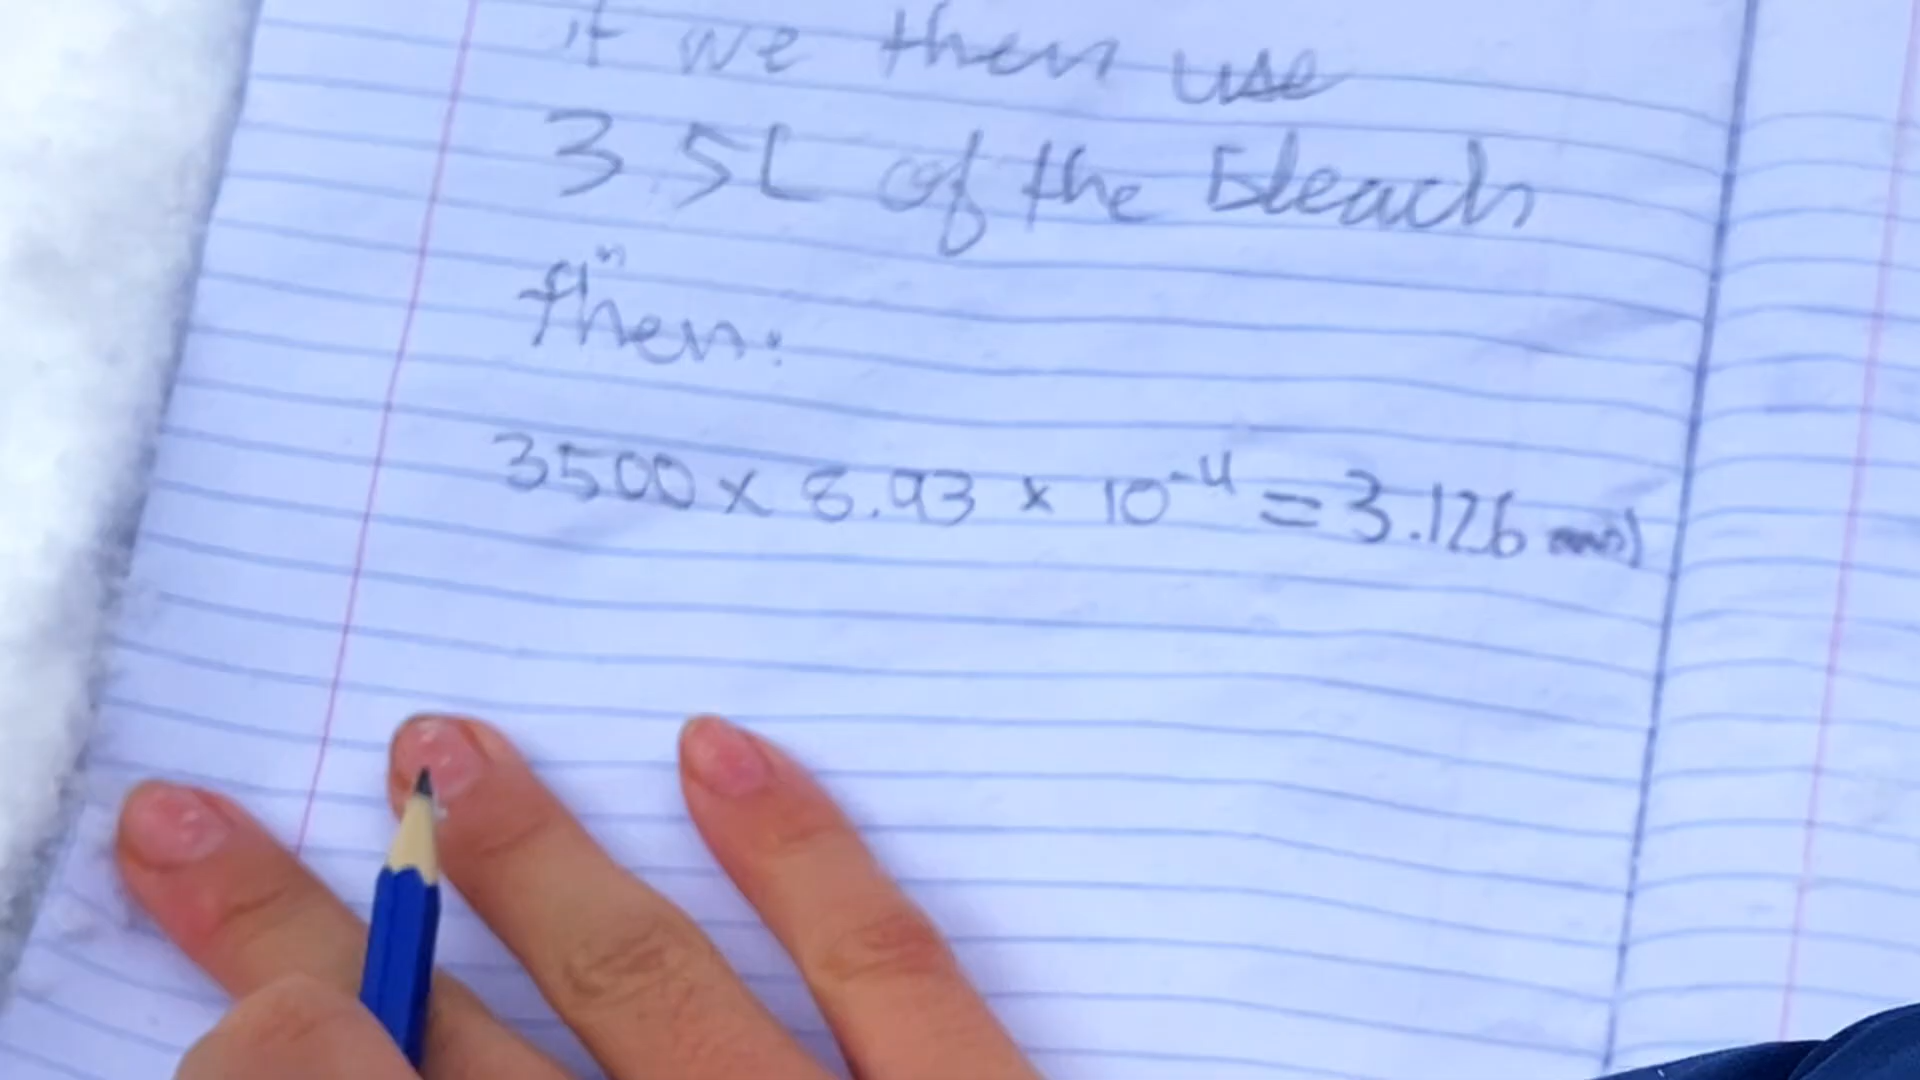 if we then use
3.5L of the bleach
then:
3500 x 8.93 x 10⁻⁴ = 3.126 mol